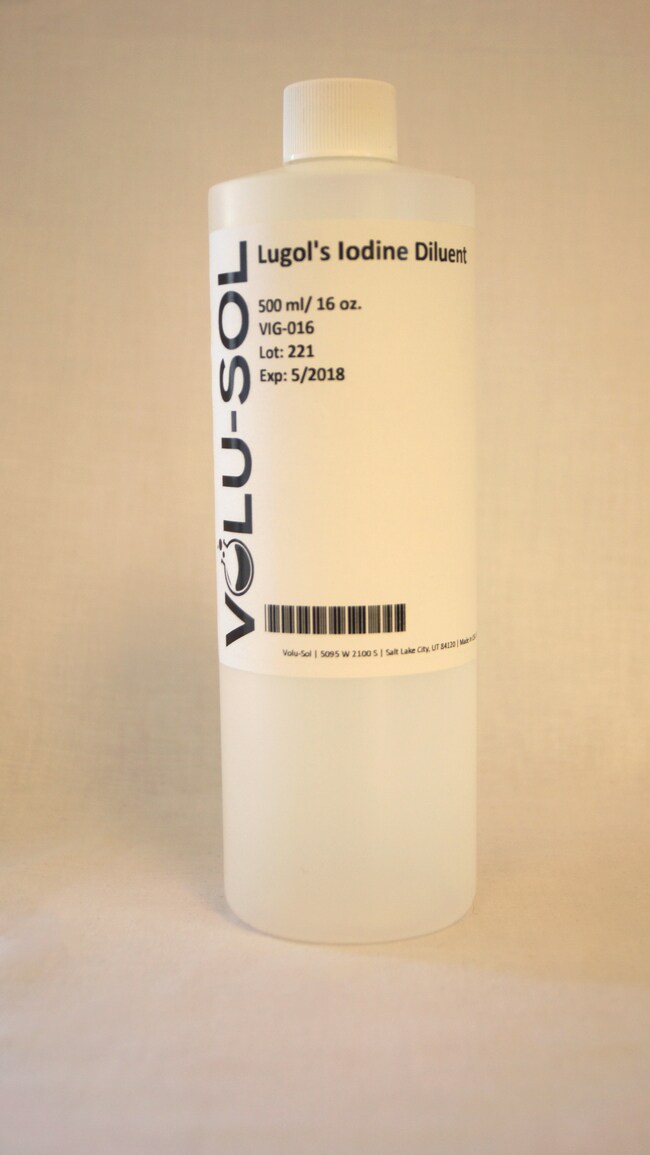 VOLU-SOL
Lugol's Iodine Diluent
500 ml/ 16 oz.
VIG-016
Lot: 221
Exp: 5/2018
Volu-Sol | 5095 W 2100 S | Salt Lake City, UT 84120 | Made in